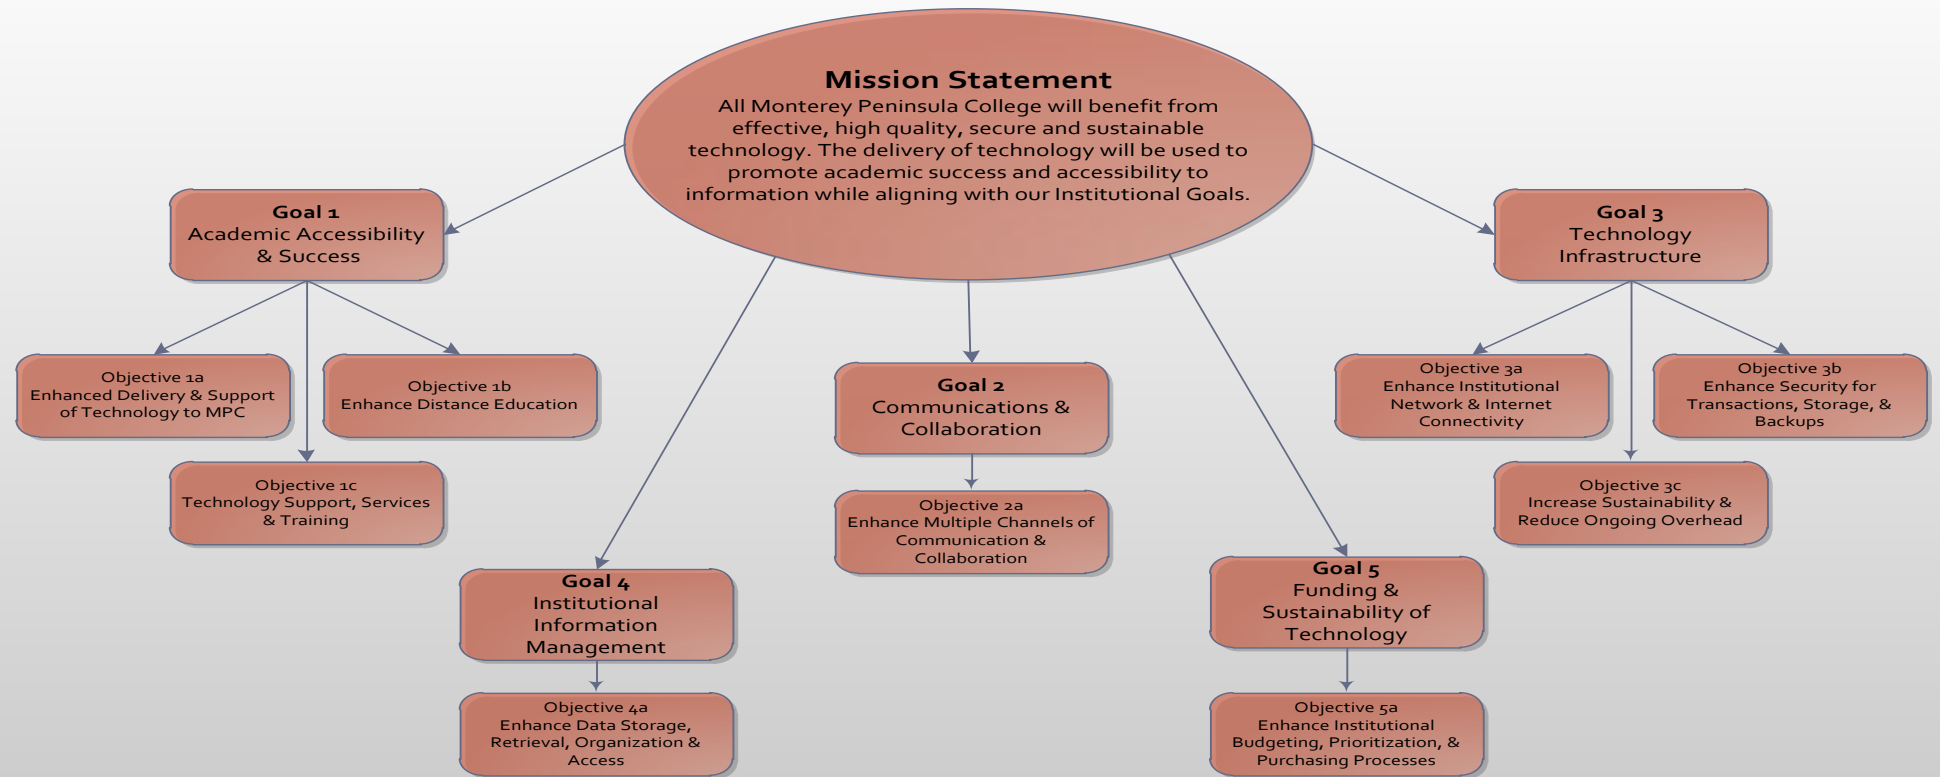 Mission Statement
All Monterey Peninsula College will benefit from
effective, high quality, secure and sustainable
technology. The delivery of technology will be used to
promote academic success and accessibility to
information while aligning with our Institutional Goals.
Goal 1
Academic Accessibility
& Success
Objective 1a
Enhanced Delivery & Support
of Technology to MPC
Objective 1b
Enhance Distance Education
Objective 1c
Technology Support, Services
& Training
Goal 2
Communications &
Collaboration
Objective 2a
Enhance Multiple Channels of
Communication &
Collaboration
Goal 3
Technology
Infrastructure
Objective 3a
Enhance Institutional
Network & Internet
Connectivity
Objective 3b
Enhance Security for
Transactions, Storage, &
Backups
Objective 3c
Increase Sustainability &
Reduce Ongoing Overhead
Goal 4
Institutional
Information
Management
Objective 4a
Enhance Data Storage,
Retrieval, Organization &
Access
Goal 5
Funding &
Sustainability of
Technology
Objective 5a
Enhance Institutional
Budgeting, Prioritization, &
Purchasing Processes